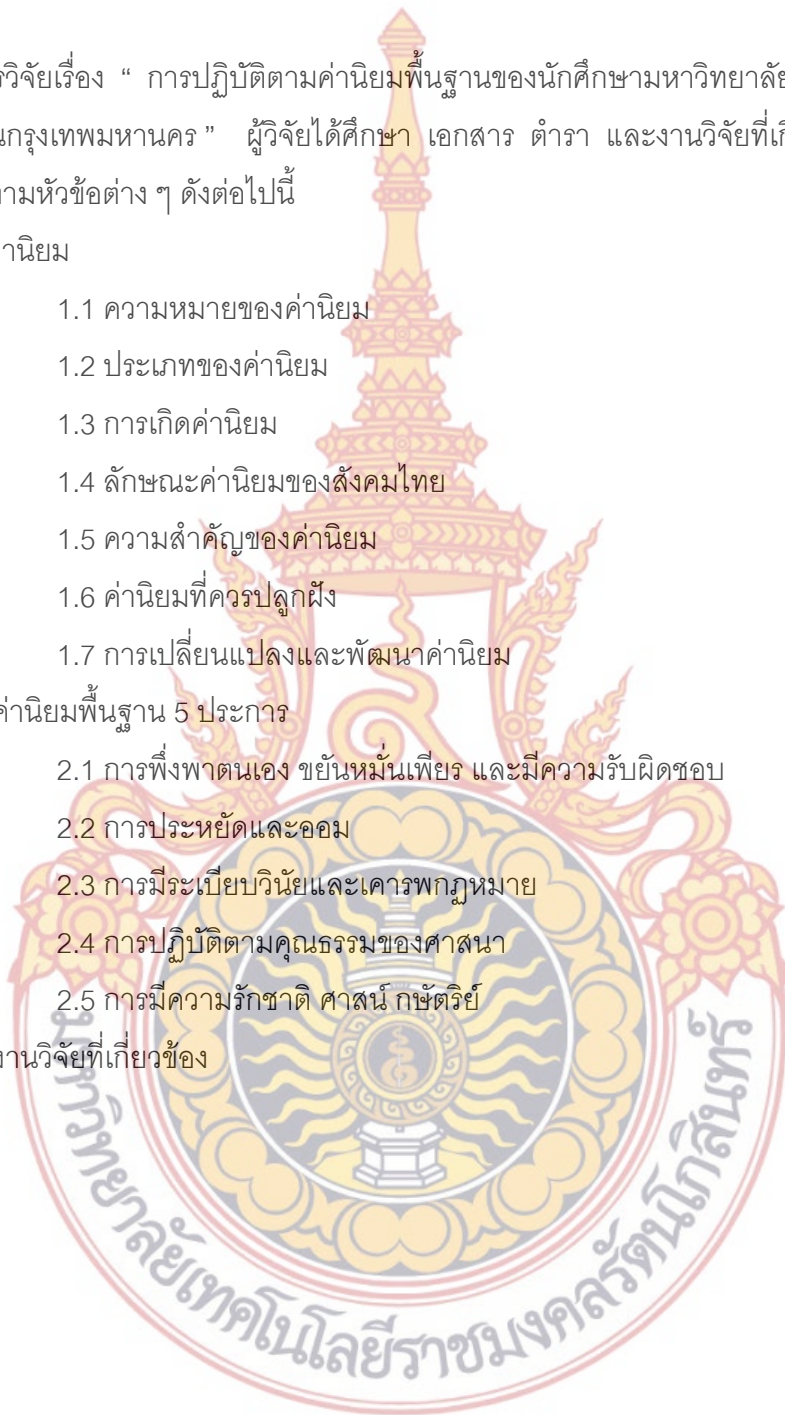 รวิจัยเรื่อง “ การปฏิบัติตามค่านิยมพื้นฐานของนักศึกษามหาวิทยาลัย
นกรุงเทพมหานคร ” ผู้วิจัยได้ศึกษา เอกสาร ตำรา และงานวิจัยที่เกี
ตามหัวข้อต่าง ๆ ดังต่อไปนี้
านิยม
1.1 ความหมายของค่านิยม
1.2 ประเภทของค่านิยม
1.3 การเกิดค่านิยม
1.4 ลักษณะค่านิยมของสังคมไทย
1.5 ความสำคัญของค่านิยม
1.6 ค่านิยมที่ควรปลูกฝัง
1.7 การเปลี่ยนแปลงและพัฒนาค่านิยม
ค่านิยมพื้นฐาน 5 ประการ
2.1 การพึ่งพาตนเอง ขยันหมั่นเพียร และมีความรับผิดชอบ
2.2 การประหยัดและออม
2.3 การมีระเบียบวินัยและเคารพกฎหมาย
2.4 การปฏิบัติตามคุณธรรมของศาสนา
2.5 การมีความรักชาติ ศาสน์ กษัตริย์
งานวิจัยที่เกี่ยวข้อง
มหาวิทยาลัยเทคโนโลยีราชมงคลรัตนโกสินทร์